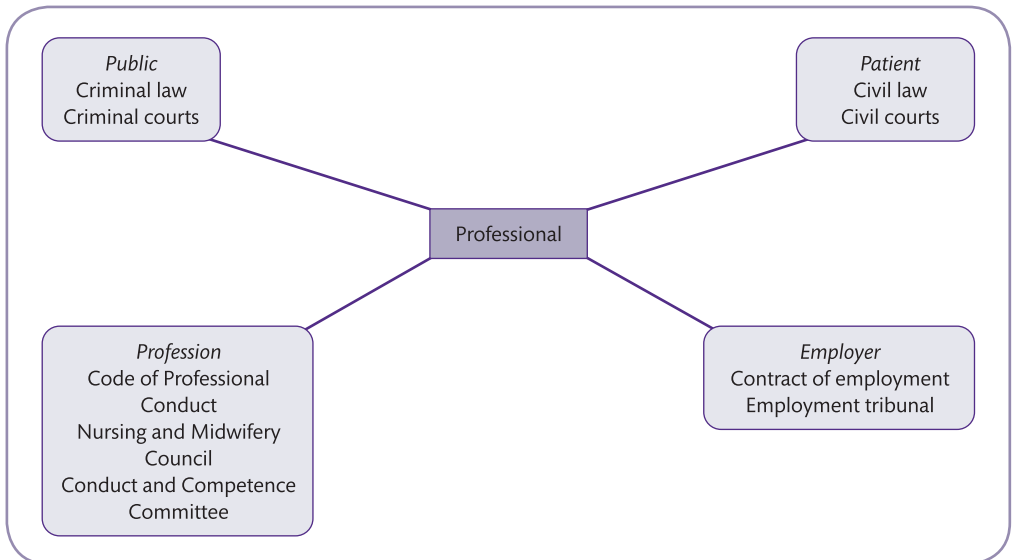 Public
Criminal law
Criminal courts
Patient
Civil law
Civil courts
Professional
Profession
Code of Professional
Conduct
Nursing and Midwifery
Council
Conduct and Competence
Committee
Employer
Contract of employment
Employment tribunal